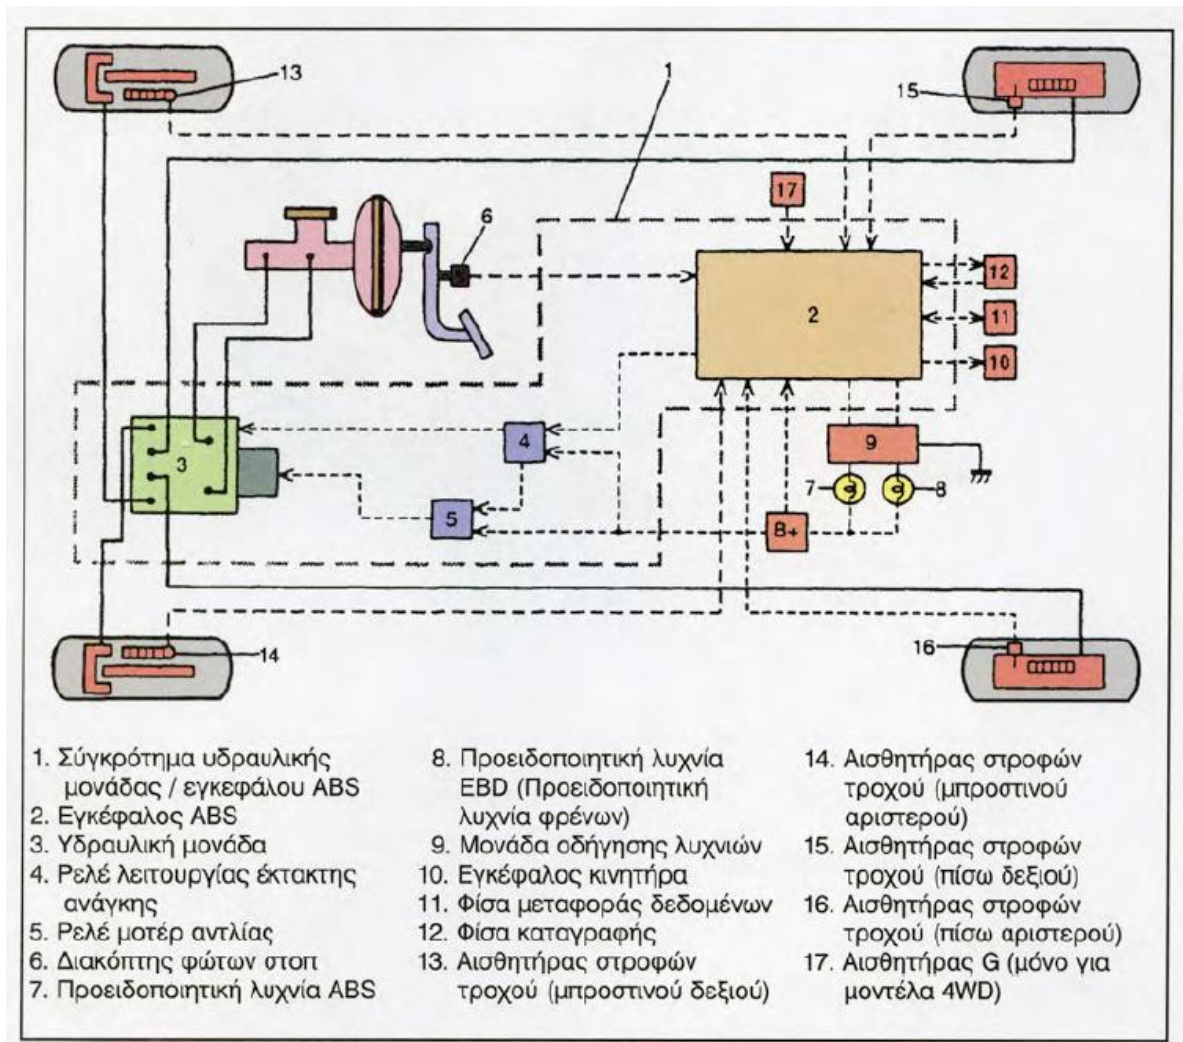 13
1
15
17
6
12
2
11
10
4
9
3
7
8
5
B+
14
16
1. Σύγκρότημα υδραυλικής
μονάδας / εγκεφάλου ABS
2. Εγκέφαλος ABS
3. Υδραυλική μονάδα
4. Ρελέ λειτουργίας έκτακτης
ανάγκης
5. Ρελέ μοτέρ αντλίας
6. Διακόπτης φώτων στοπ
7. Προειδοποιητική λυχνία ABS
8. Προειδοποιητική λυχνία
EBD (Προειδοποιητική
λυχνία φρένων)
9. Μονάδα οδήγησης λυχνιών
10. Εγκέφαλος κινητήρα
11. Φίσα μεταφοράς δεδομένων
12. Φίσα καταγραφής
13. Αισθητήρας στροφών
τροχού (μπροστινού δεξιού)
14. Αισθητήρας στροφών
τροχού (μπροστινού
αριστερού)
15. Αισθητήρας στροφών
τροχού (πίσω δεξιού)
16. Αισθητήρας στροφών
τροχού (πίσω αριστερού)
17. Αισθητήρας G (μόνο για
μοντέλα 4WD)